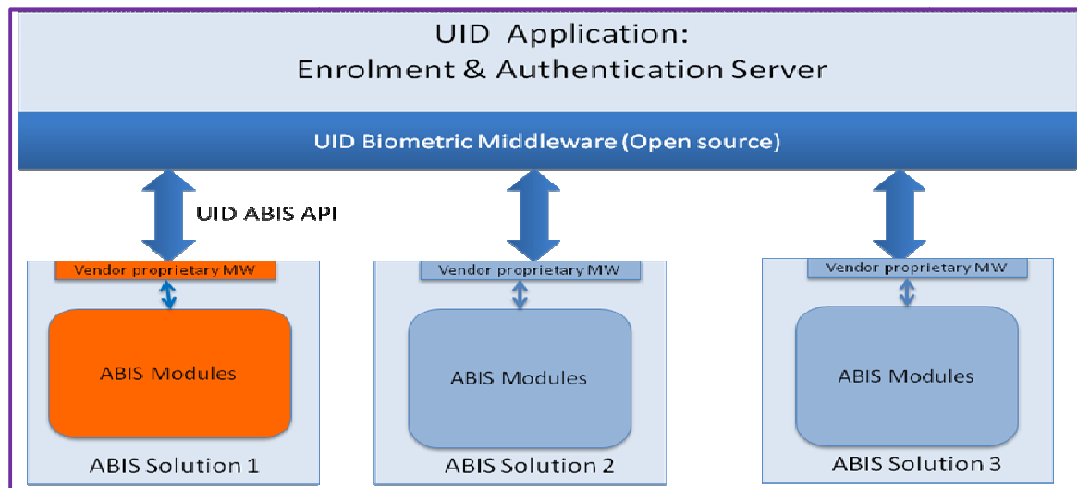 UID Application:
Enrolment & Authentication Server
UID Biometric Middleware (Open source)
UID ABIS API
Vendor proprietary MW
Vendor proprietary MW
Vendor proprietary MW
ABIS Modules
ABIS Modules
ABIS Modules
ABIS Solution 1
ABIS Solution 2
ABIS Solution 3